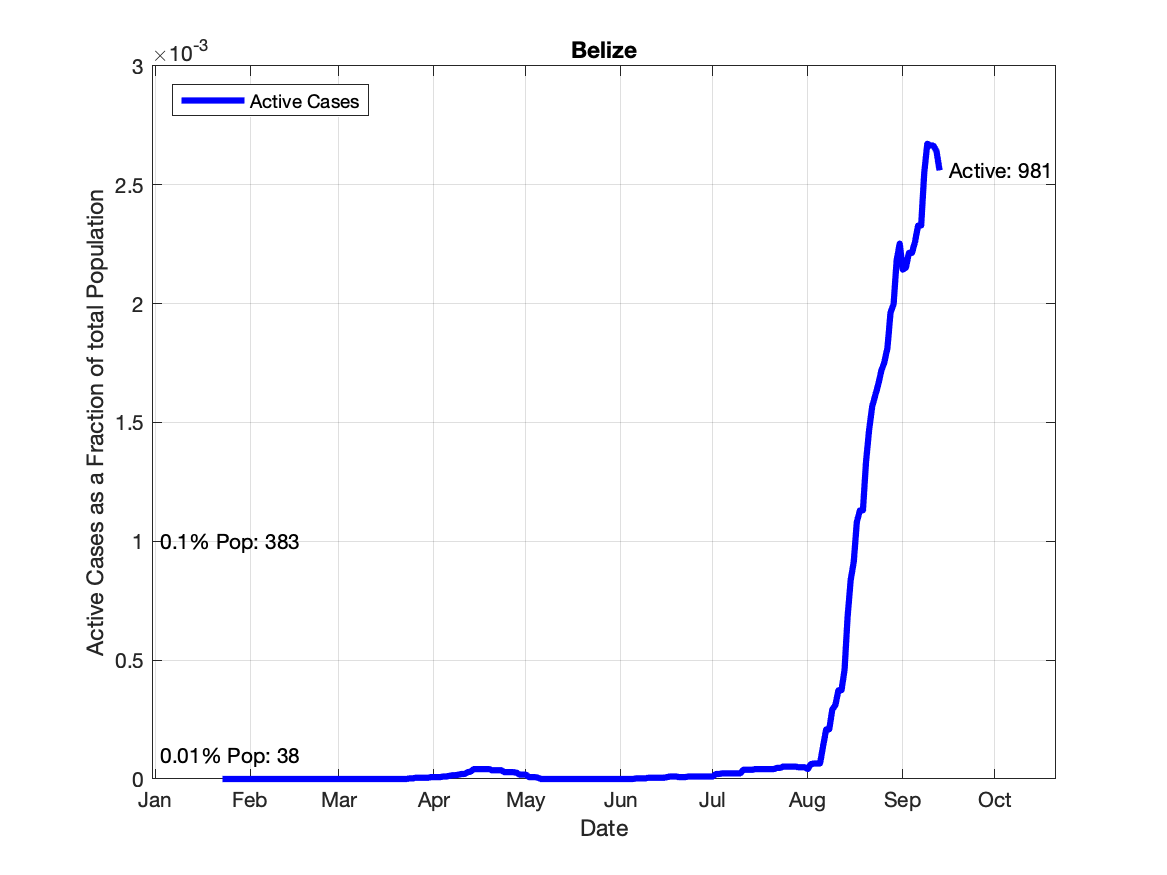 Belize
×10-3
3
2.5
2
1.5
1
0.5
0
Active Cases as a Fraction of total Population
Active Cases
Active: 981
0.1% Pop: 383
0.01% Pop: 38
Jan Feb Mar Apr May Jun Jul Aug Sep Oct
Date